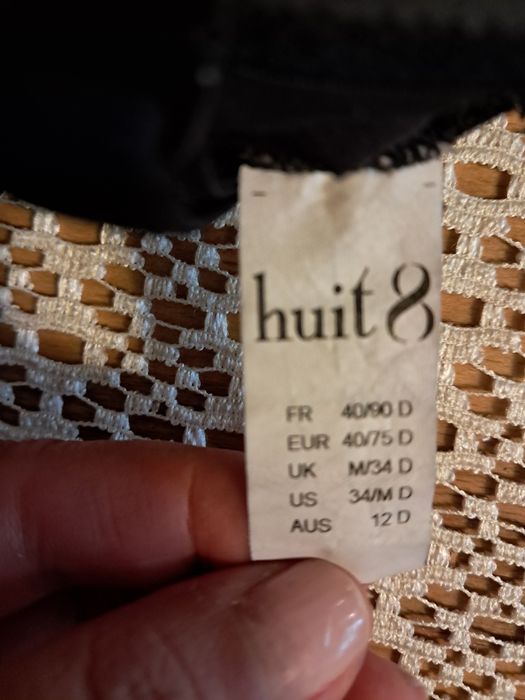 huit 8
FR 40/90 D
EUR 40/75 D
UK M/34 D
US 34/M D
AUS 12 D